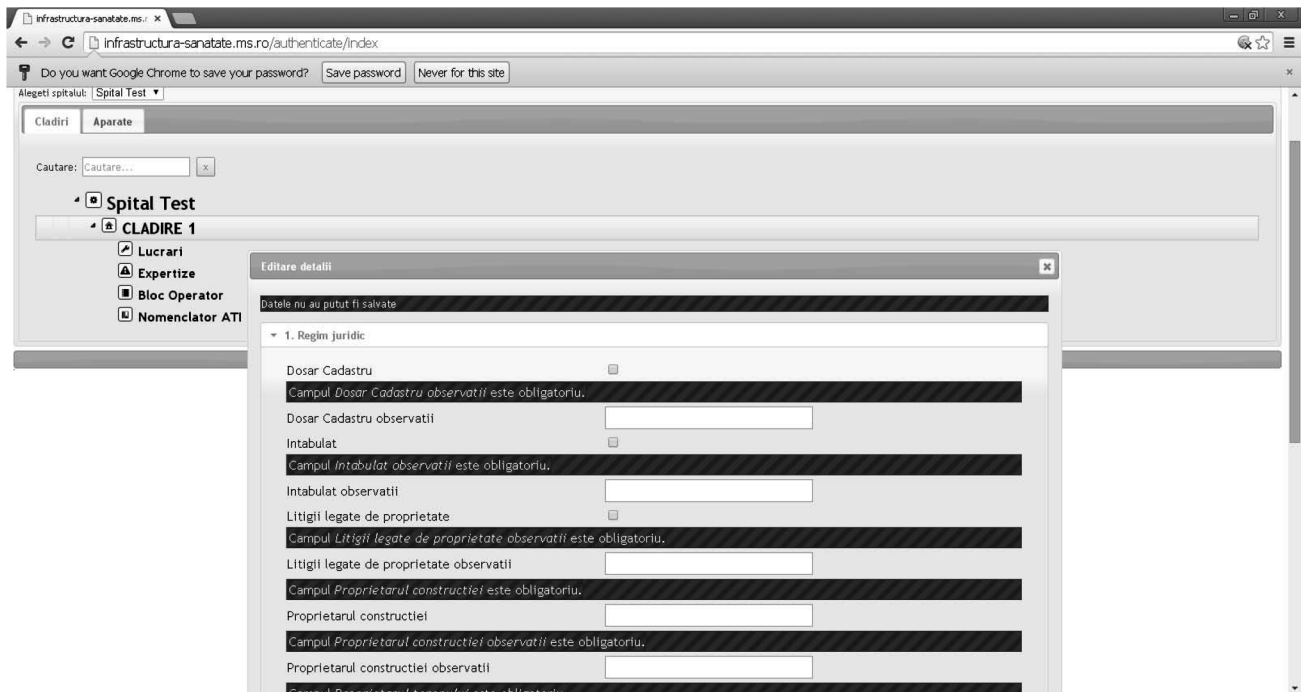 infrastructura-sanatate.ms.r
infrastructura-sanatate.ms.ro/authenticate/index
Do you want Google Chrome to save your password? Save password Never for this site
Alegeti spitalul: Spital Test
Cladiri Aparate
Cautare: Cautare... x
Spital Test
CLADIRE 1
Lucrari
Expertize
Bloc Operator
Nomenclator ATI
Editare detalii
Datele nu au putut fi salvate
1. Regim juridic
Dosar Cadastru
Campul Dosar Cadastru observatii este obligatoriu.
Dosar Cadastru observatii
Intabulat
Campul Intabulat observatii este obligatoriu.
Intabulat observatii
Litigii legate de proprietate
Campul Litigii legate de proprietate observatii este obligatoriu.
Litigii legate de proprietate observatii
Campul Proprietarul constructiei este obligatoriu.
Proprietarul constructiei
Campul Proprietarul constructiei observatii este obligatoriu.
Proprietarul constructiei observatii